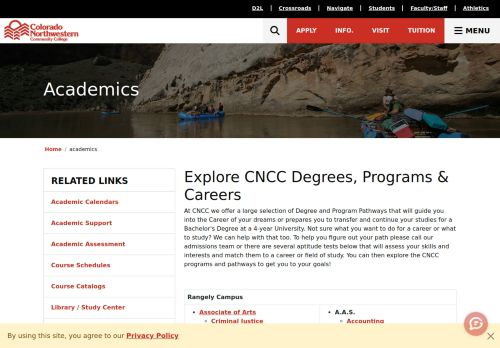 D2L | Crossroads | Navigate | Students | Faculty/Staff | Athletics
Colorado
Northwestern
Community College
APPLY INFO. VISIT TUITION MENU
Academics
Home / academics
RELATED LINKS
Academic Calendars
Academic Support
Academic Assessment
Course Schedules
Course Catalogs
Library / Study Center
Explore CNCC Degrees, Programs &
Careers
At CNCC we offer a large selection of Degree and Program Pathways that will guide you
into the Career of your dreams or prepares you to transfer and continue your studies for a
Bachelor's Degree at a 4-year University. Not sure what you want to do for a career or what
to study? We can help with that too. To help you figure out your path please call our
admissions team or there are several aptitude tests below that will assess your skills and
interests and match them to a career or field of study. You can then explore the CNCC
programs and pathways to get you to your goals!
Rangely Campus
Associate of Arts
Criminal Justice
A.A.S.
Accounting
By using this site, you agree to our Privacy Policy